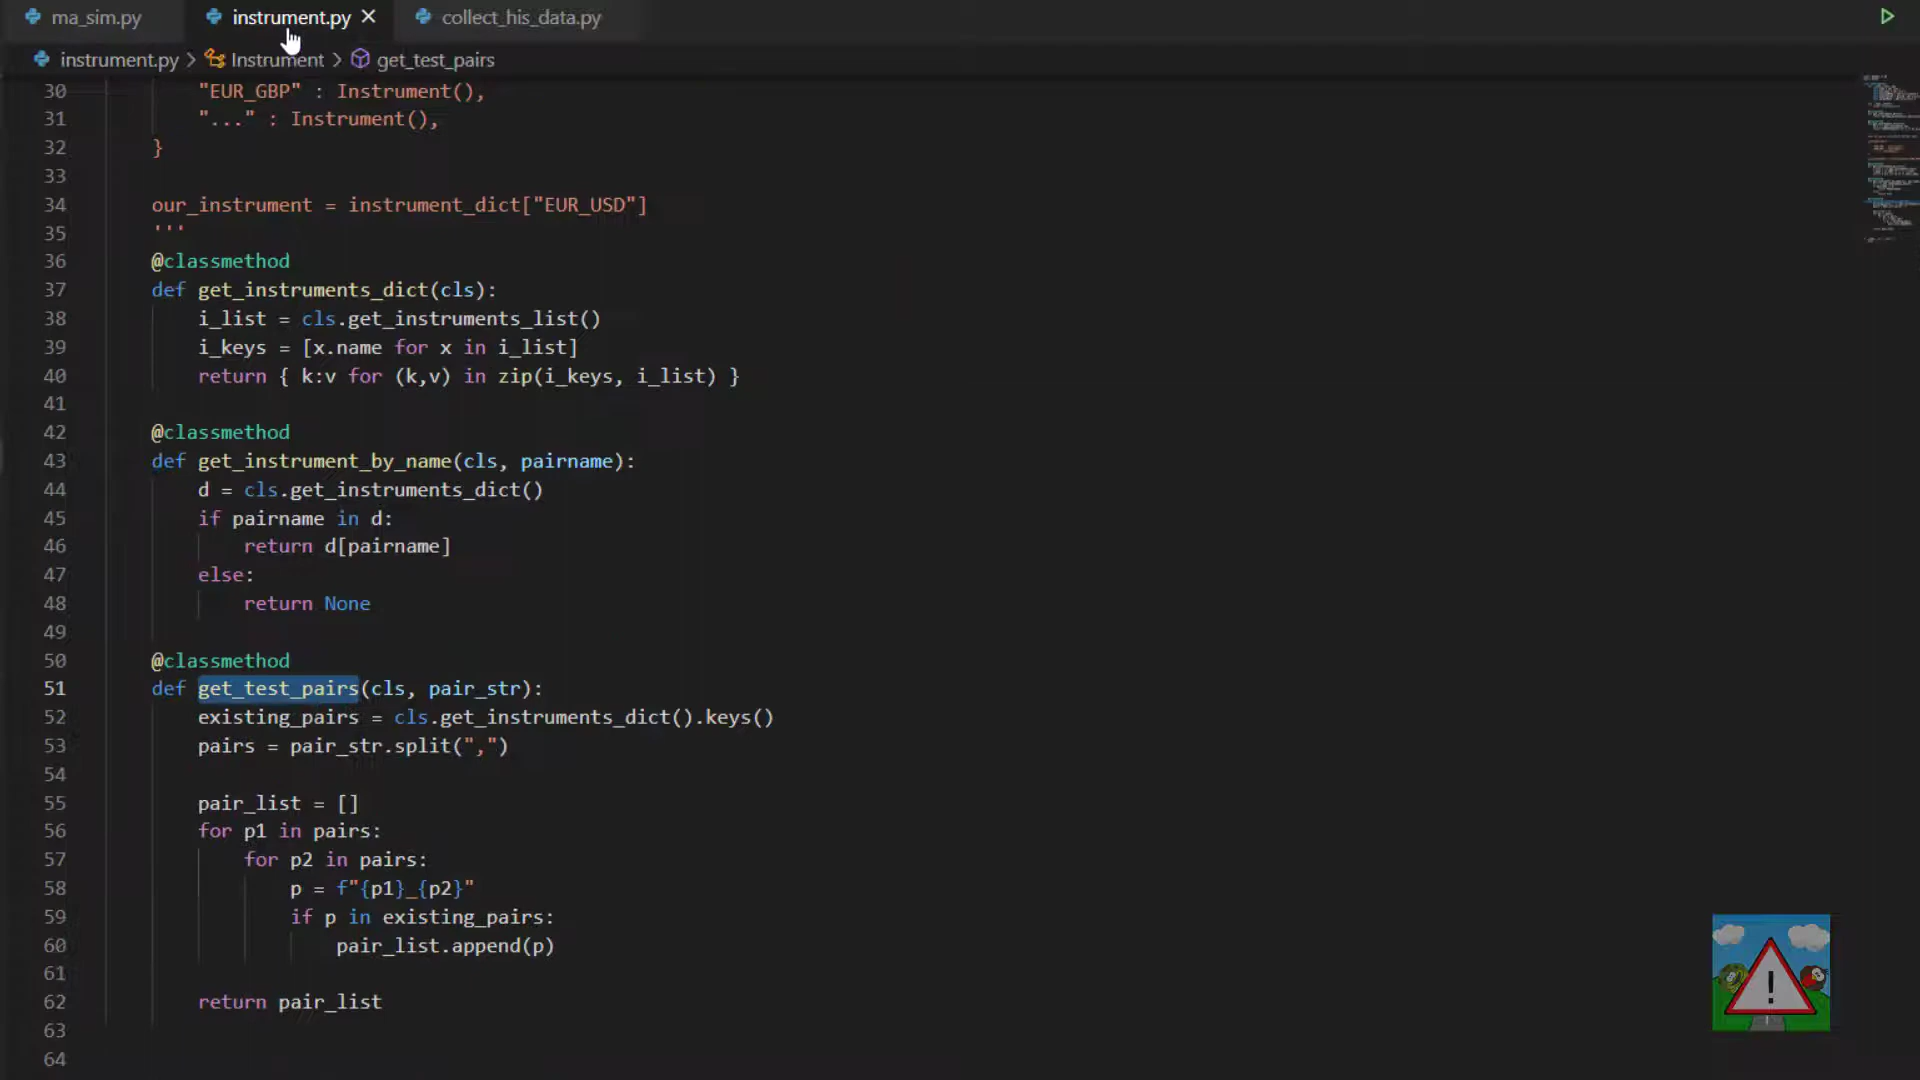 ma_sim.py instrument.py collect_his_data.py
instrument.py > Instrument > get_test_pairs
30 "EUR_GBP" : Instrument(),
31 "..." : Instrument(),
32 }
33
34 our_instrument = instrument_dict["EUR_USD"]
35 '''
36 @classmethod
37 def get_instruments_dict(cls):
38 i_list = cls.get_instruments_list()
39 i_keys = [x.name for x in i_list]
40 return { k:v for (k,v) in zip(i_keys, i_list) }
41
42 @classmethod
43 def get_instrument_by_name(cls, pairname):
44 d = cls.get_instruments_dict()
45 if pairname in d:
46 return d[pairname]
47 else:
48 return None
49
50 @classmethod
51 def get_test_pairs(cls, pair_str):
52 existing_pairs = cls.get_instruments_dict().keys()
53 pairs = pair_str.split(",")
54
55 pair_list = []
56 for p1 in pairs:
57 for p2 in pairs:
58 p = f"{p1}_{p2}"
59 if p in existing_pairs:
60 pair_list.append(p)
61
62 return pair_list
63
64
!